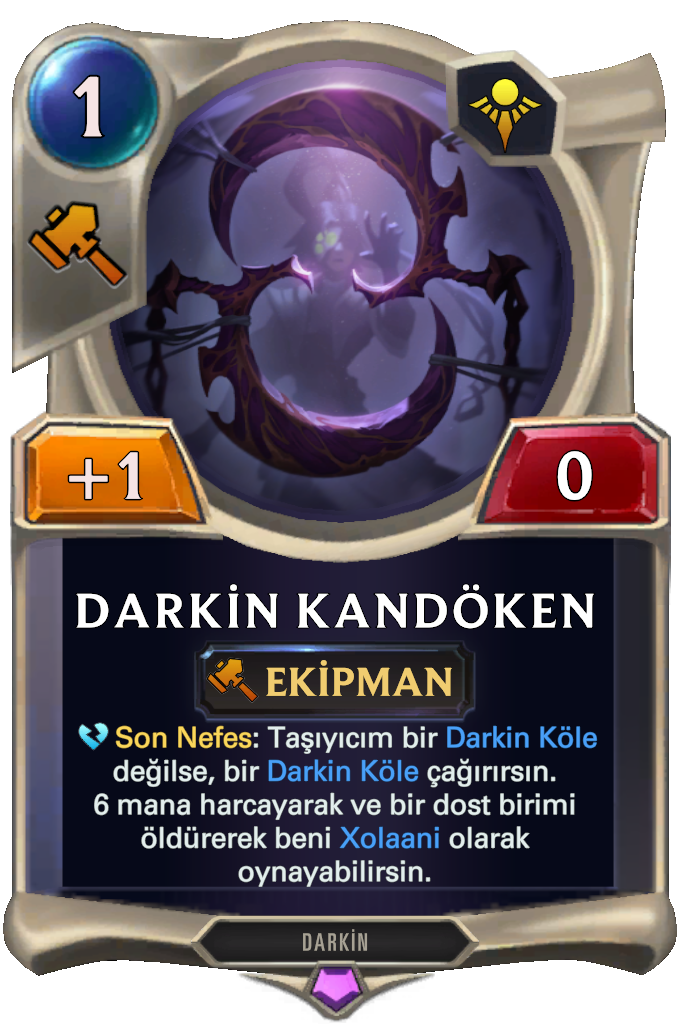 1
+1
0
DARKİN KANDÖKEN
EKİPMAN
Son Nefes: Taşıyıcım bir Darkin Köle
değilse, bir Darkin Köle çağırırsın.
6 mana harcayarak ve bir dost birimi
öldürerek beni Xolaani olarak
oynayabilirsin.
DARKİN